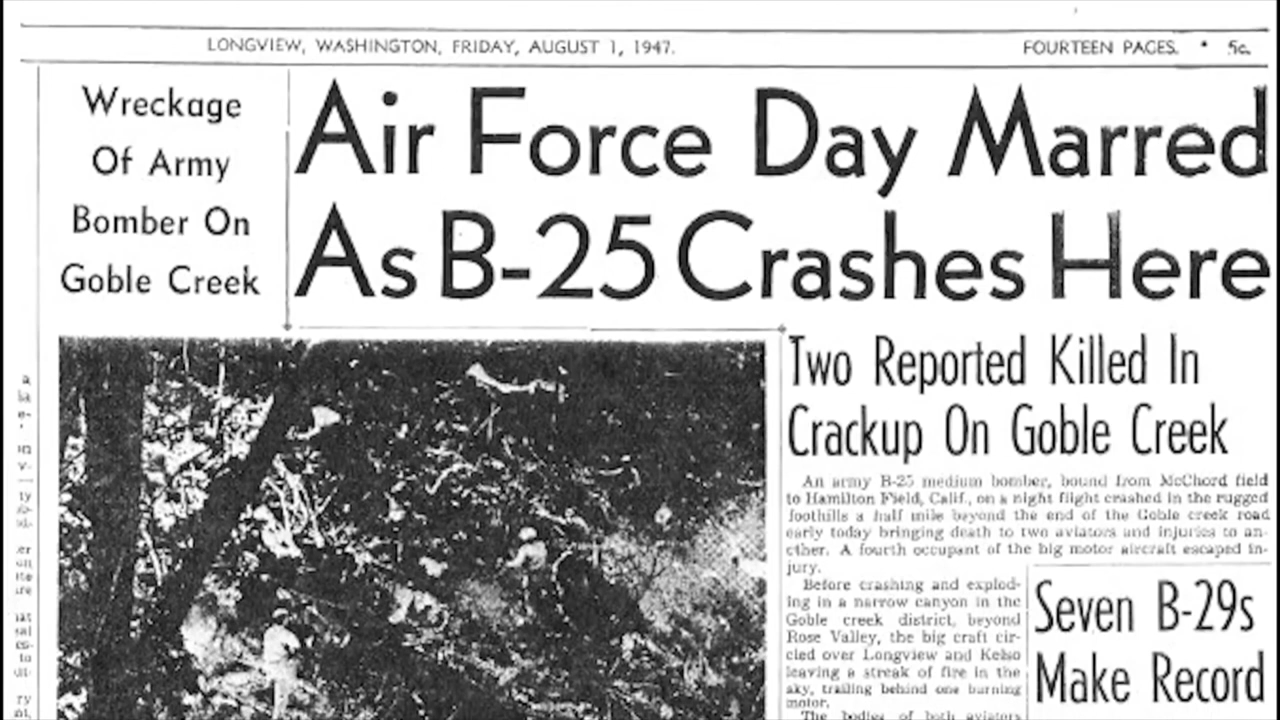 LONGVIEW, WASHINGTON, FRIDAY, AUGUST 1, 1947.
FOURTEEN PAGES. * 5c.
Wreckage
Of Army
Bomber On
Goble Creek
Air Force Day Marred
As B-25 Crashes Here
Two Reported Killed In
Crackup On Goble Creek
An army B-25 medium bomber, bound from McChord field
to Hamilton Field, Calif., on a night flight crashed in the rugged
foothills a half mile beyond the end of the Goble creek road
early today bringing death to two aviators and injuries to an-
other. A fourth occupant of the big motor aircraft escaped in-
jury.
Before crashing and explod-
ing in a narrow canyon in the
Goble creek district, beyond
Rose Valley, the big craft cir-
cled over Longview and Kelso
leaving a streak of fire in the
sky, trailing behind one burning
motor.
The bodies of both aviators
Seven B-29s
Make Record